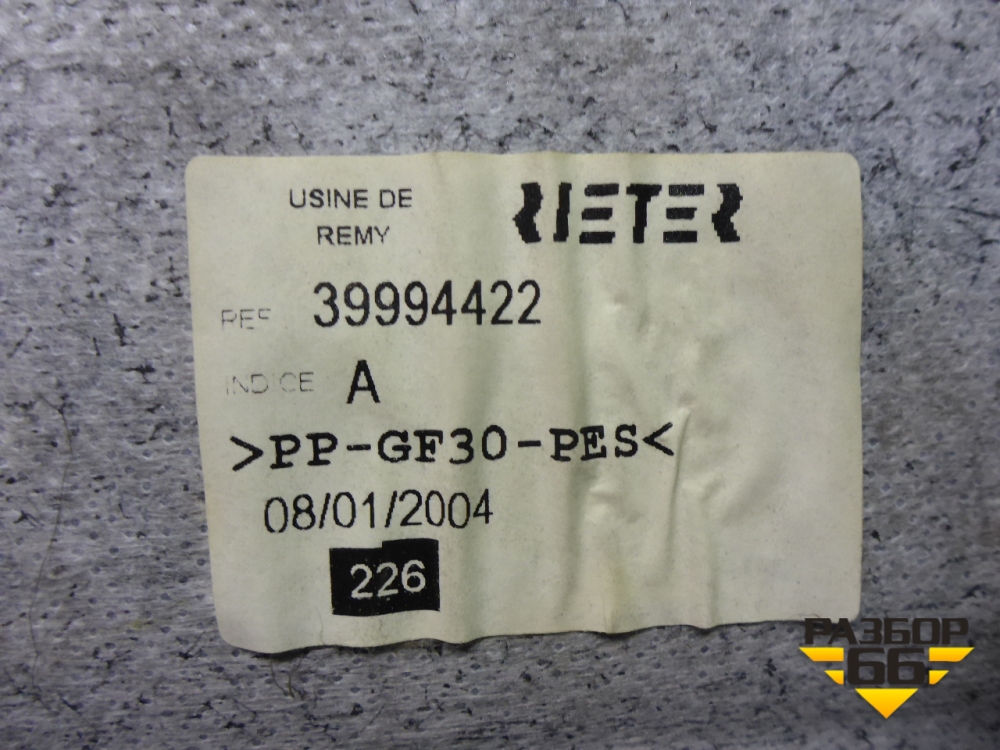 USINE DE
REMY
RIETER
REF 39994422
INDICE A
>PP-GF30-PES<
08/01/2004
226
РАЗБОР
66